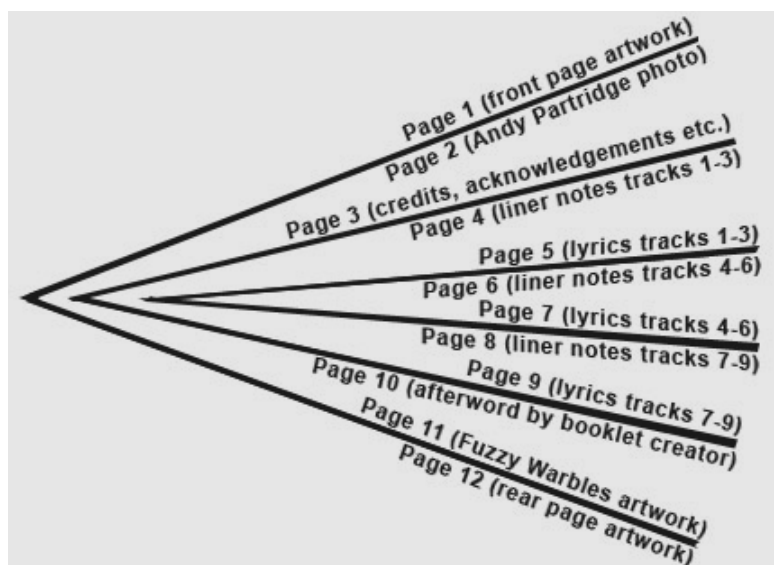 Page 1 (front page artwork)
Page 2 (Andy Partridge photo)
Page 3 (credits, acknowledgements etc.)
Page 4 (liner notes tracks 1-3)
Page 5 (lyrics tracks 1-3)
Page 6 (liner notes tracks 4-6)
Page 7 (lyrics tracks 4-6)
Page 8 (liner notes tracks 7-9)
Page 9 (lyrics tracks 7-9)
Page 10 (afterword by booklet creator)
Page 11 (Fuzzy Warbles artwork)
Page 12 (rear page artwork)